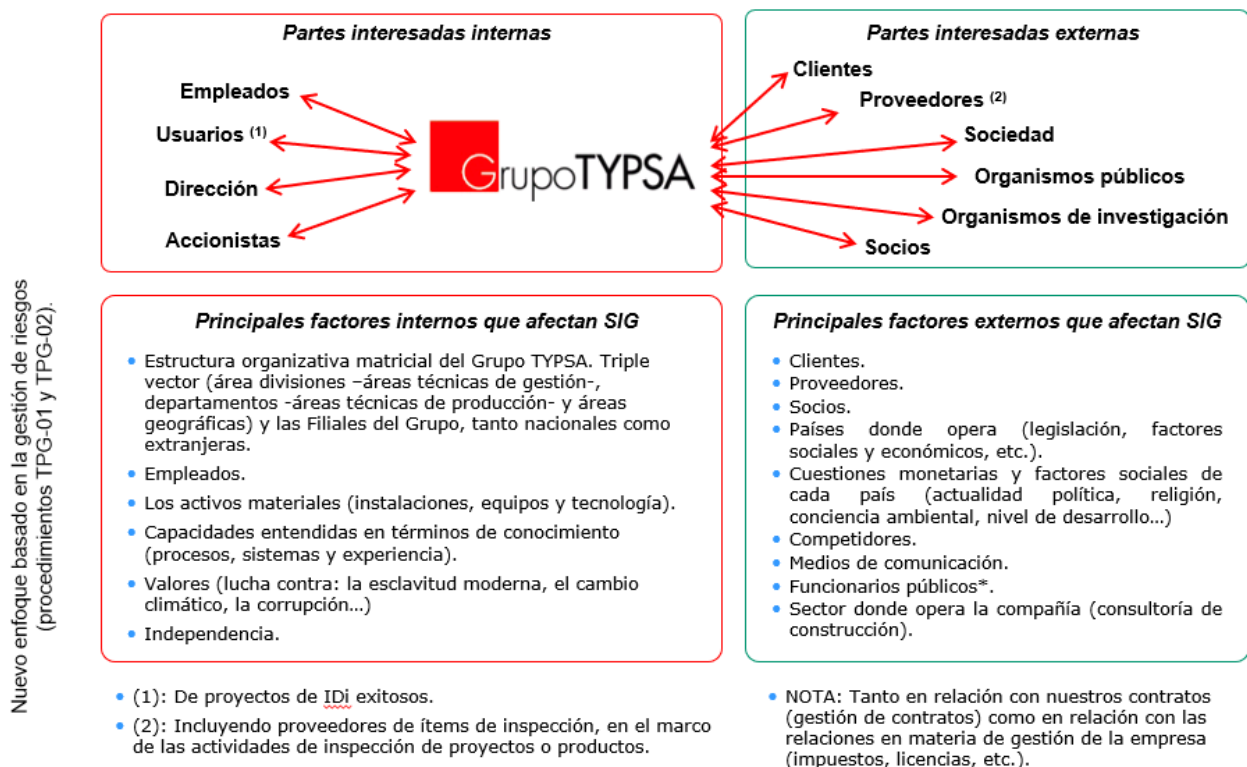 Nuevo enfoque basado en la gestión de riesgos
(procedimientos TPG-01 y TPG-02).
Partes interesadas internas
Empleados
Usuarios (1)
Dirección
Accionistas
GrupoTYPSA
Partes interesadas externas
Clientes
Proveedores (2)
Sociedad
Organismos públicos
Organismos de investigación
Socios
Principales factores internos que afectan SIG
• Estructura organizativa matricial del Grupo TYPSA. Triple
vector (área divisiones –áreas técnicas de gestión-,
departamentos -áreas técnicas de producción- y áreas
geográficas) y las Filiales del Grupo, tanto nacionales como
extranjeras.
• Empleados.
• Los activos materiales (instalaciones, equipos y tecnología).
• Capacidades entendidas en términos de conocimiento
(procesos, sistemas y experiencia).
• Valores (lucha contra: la esclavitud moderna, el cambio
climático, la corrupción…)
• Independencia.
Principales factores externos que afectan SIG
• Clientes.
• Proveedores.
• Socios.
• Países donde opera (legislación, factores
sociales y económicos, etc.).
• Cuestiones monetarias y factores sociales de
cada país (actualidad política, religión,
conciencia ambiental, nivel de desarrollo…)
• Competidores.
• Medios de comunicación.
• Funcionarios públicos*.
• Sector donde opera la compañía (consultoría de
construcción).
• (1): De proyectos de IDi exitosos.
• (2): Incluyendo proveedores de ítems de inspección, en el marco
de las actividades de inspección de proyectos o productos.
• NOTA: Tanto en relación con nuestros contratos
(gestión de contratos) como en relación con las
relaciones en materia de gestión de la empresa
(impuestos, licencias, etc.).